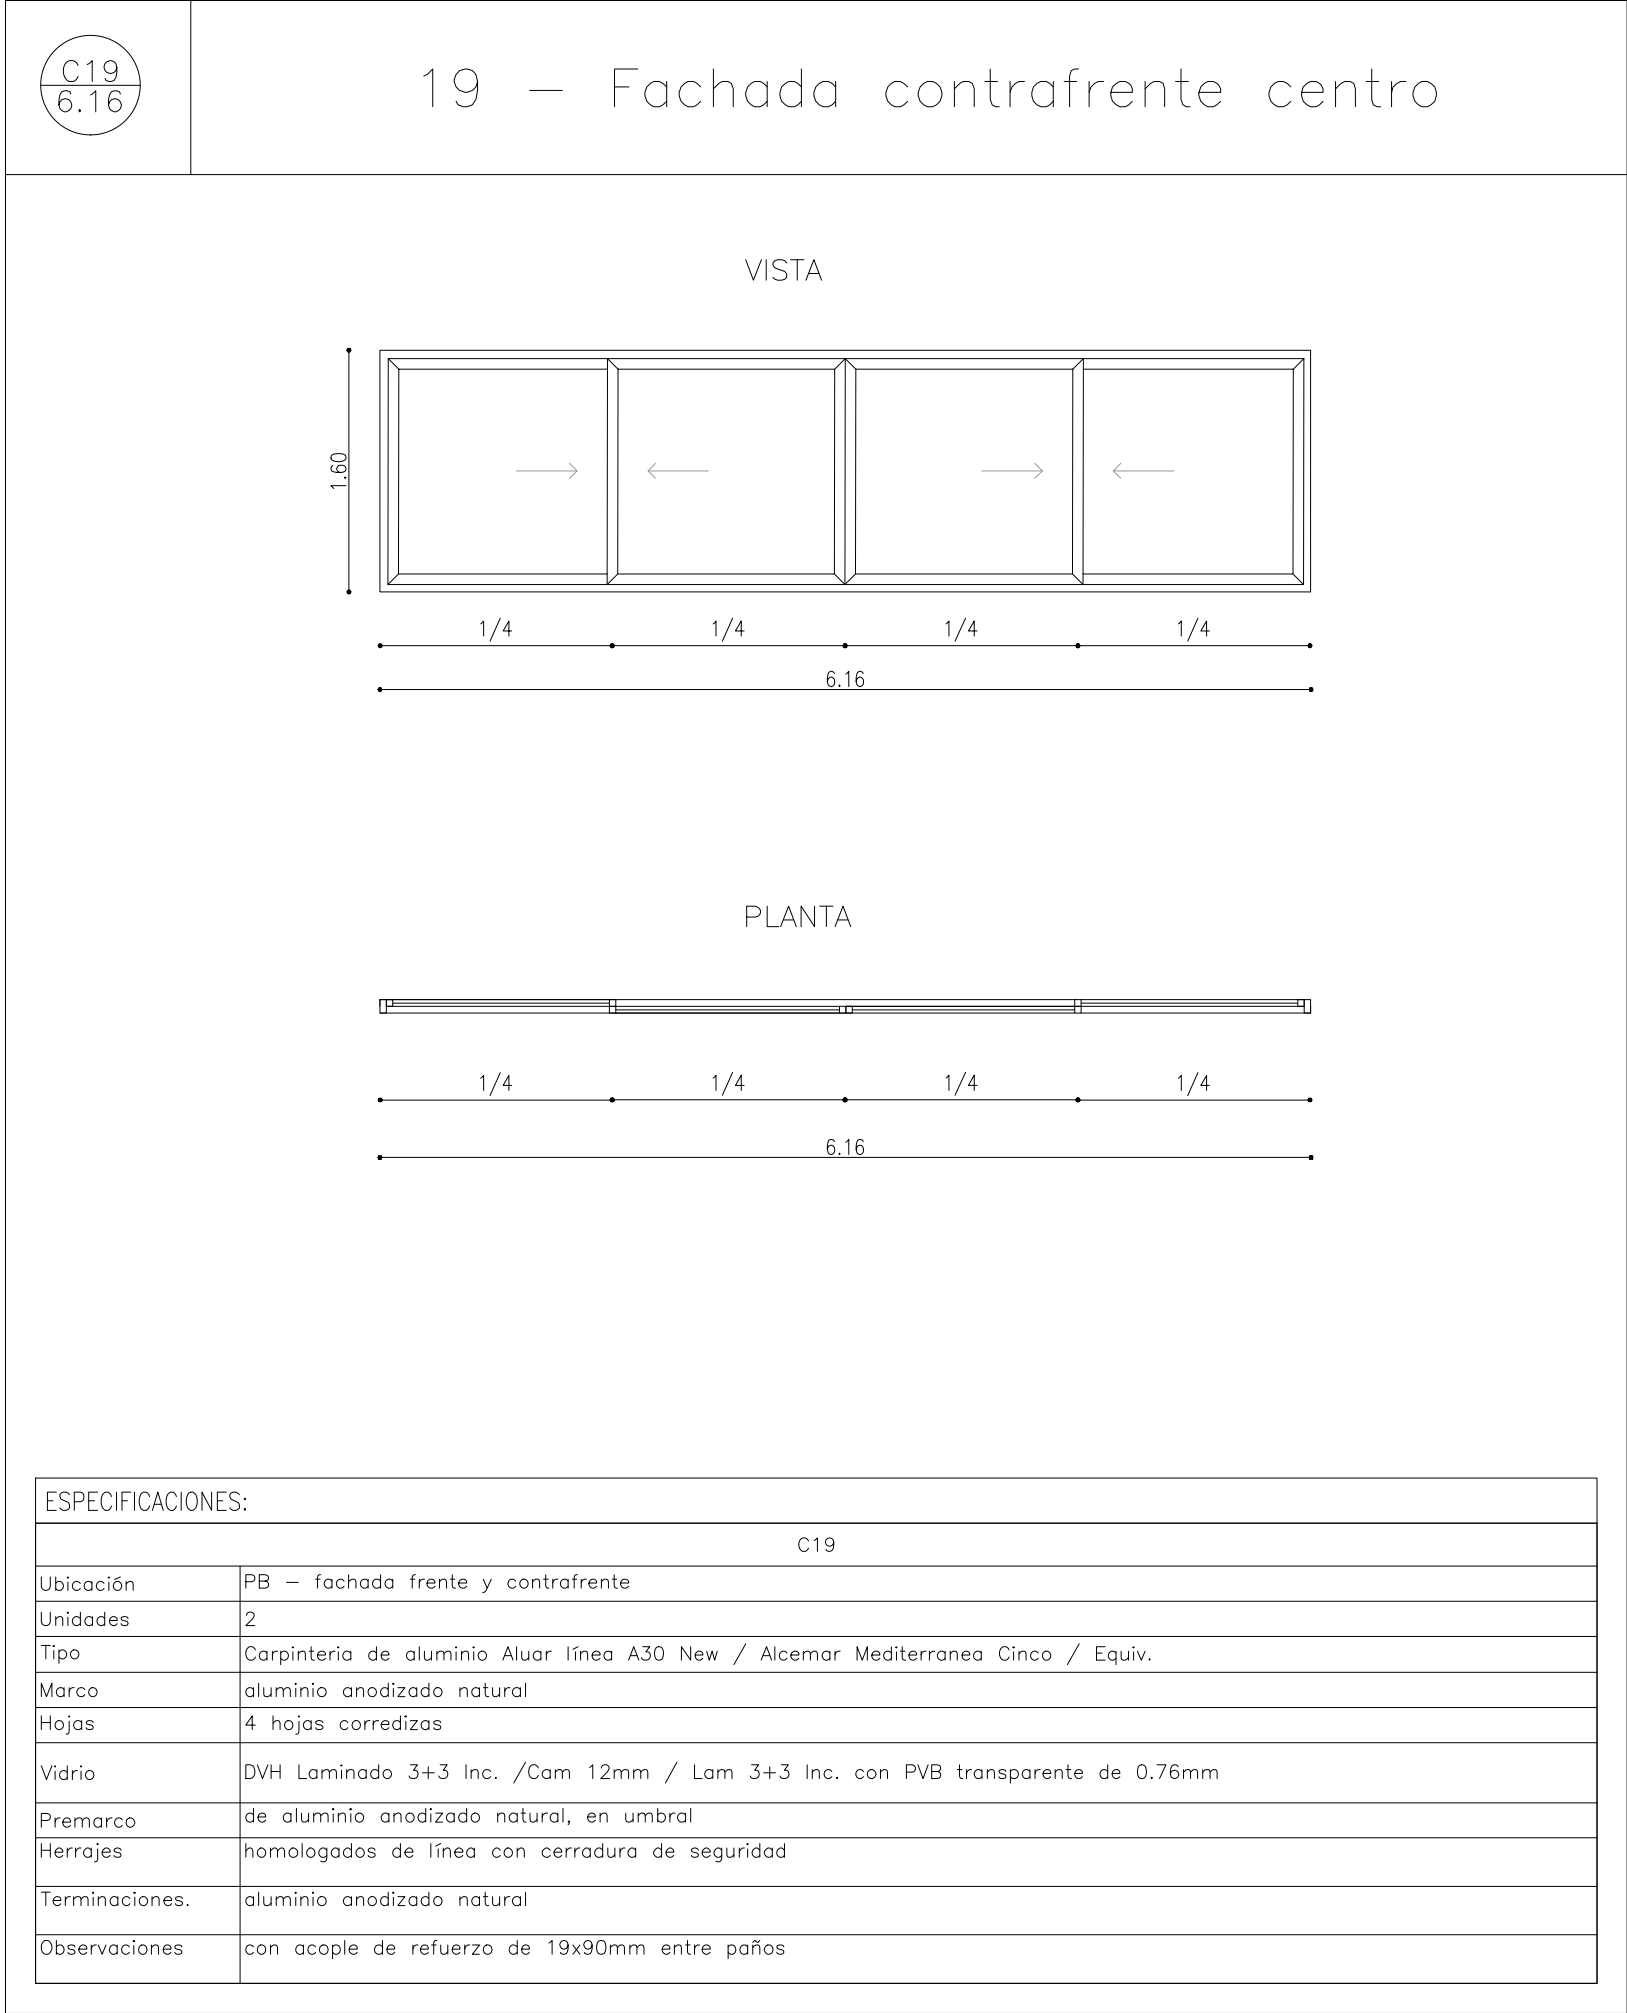 C19
6.16
19 – Fachada contrafrente centro
VISTA
1.60
1/4 1/4 1/4 1/4
6.16
PLANTA
1/4 1/4 1/4 1/4
6.16
ESPECIFICACIONES:
C19
Ubicación PB – fachada frente y contrafrente
Unidades 2
Tipo Carpinteria de aluminio Aluar línea A30 New / Alcemar Mediterranea Cinco / Equiv.
Marco aluminio anodizado natural
Hojas 4 hojas corredizas
Vidrio DVH Laminado 3+3 Inc. /Cam 12mm / Lam 3+3 Inc. con PVB transparente de 0.76mm
Premarco de aluminio anodizado natural, en umbral
Herrajes homologados de línea con cerradura de seguridad
Terminaciones. aluminio anodizado natural
Observaciones con acople de refuerzo de 19x90mm entre paños